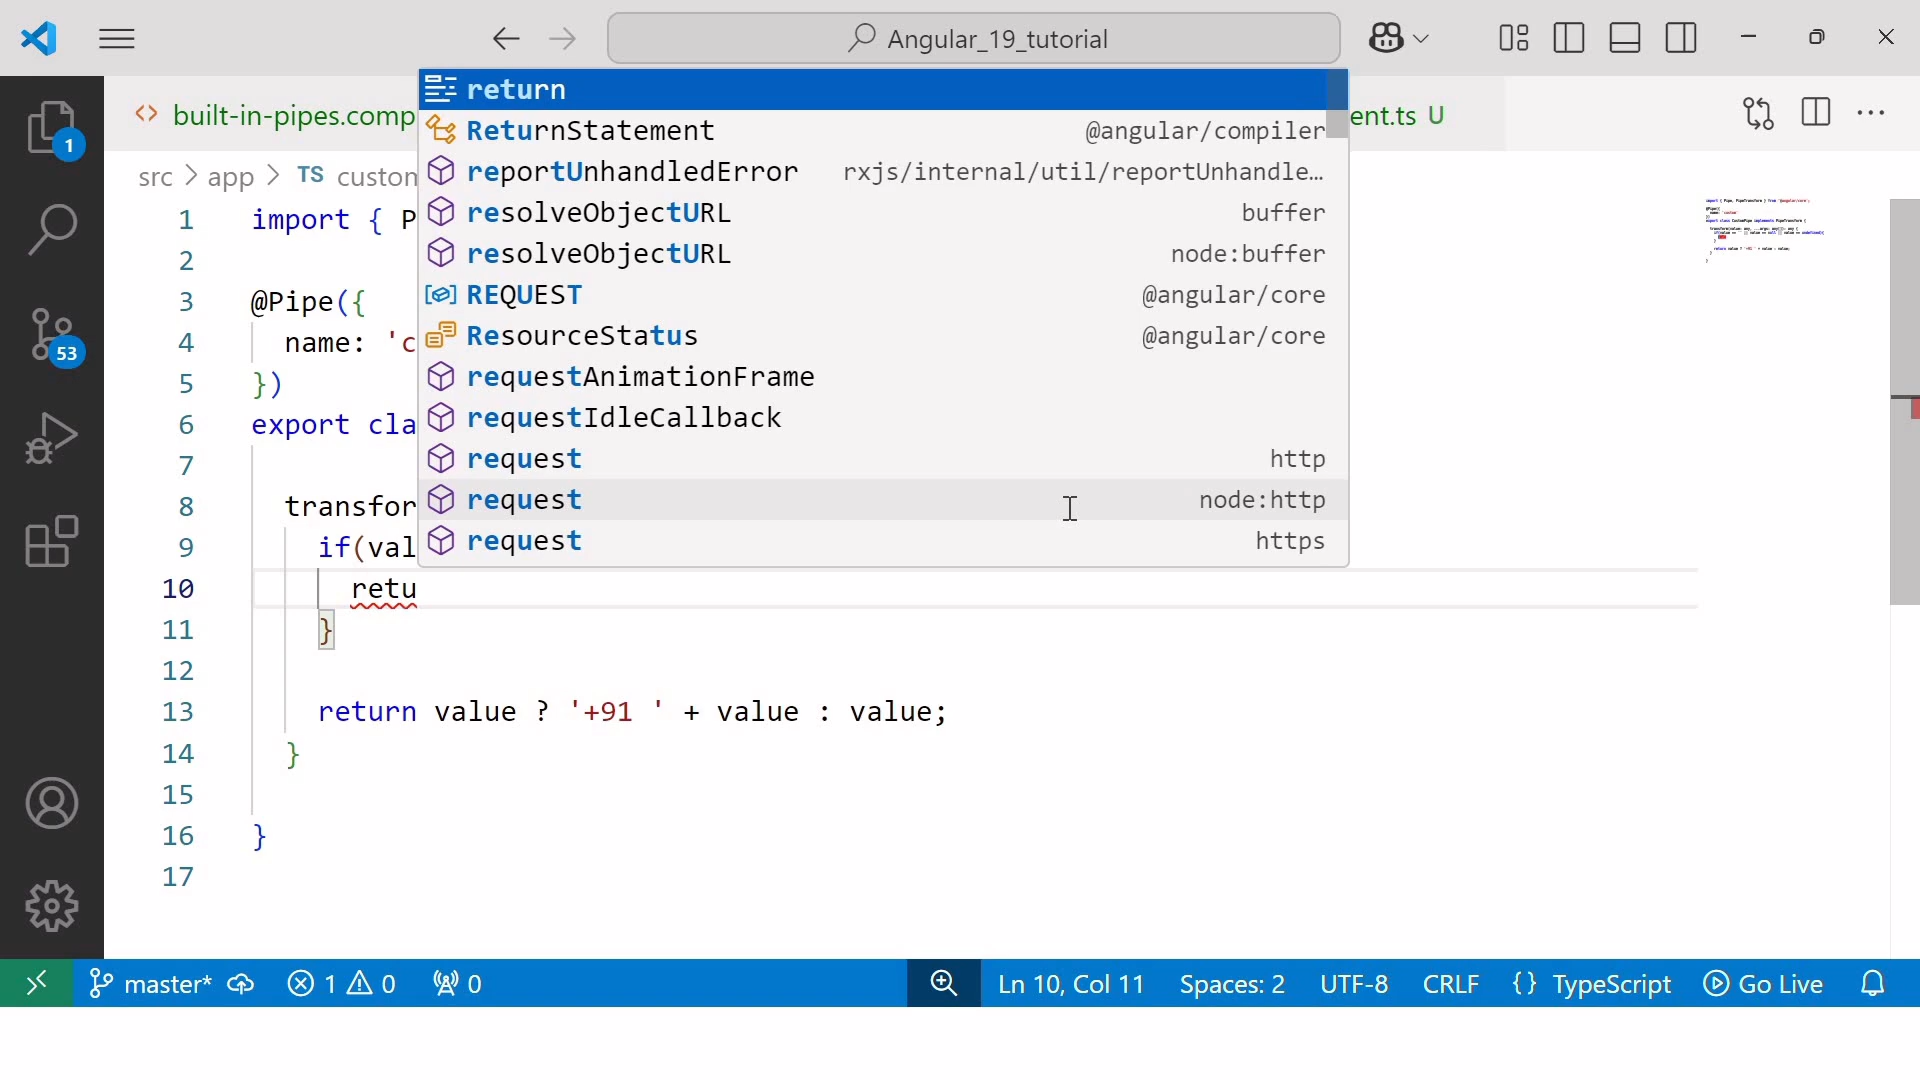 Angular_19_tutorial
built-in-pipes.comp
ent.ts U
src > app > TS custom
1
53
return
ReturnStatement @angular/compiler
reportUnhandledError rxjs/internal/util/reportUnhandle...
resolveObjectURL buffer
resolveObjectURL node:buffer
REQUEST @angular/core
ResourceStatus @angular/core
requestAnimationFrame
requestIdleCallback
request http
request node:http
request https
1 import { P
2
3 @Pipe({
4 name: 'c
5 })
6 export cla
7
8 transfor
9 if(val
10 retu
11 }
12
13 return value ? '+91 ' + value : value;
14 }
15
16 }
17
master* 1 0 0 Ln 10, Col 11 Spaces: 2 UTF-8 CRLF {} TypeScript Go Live